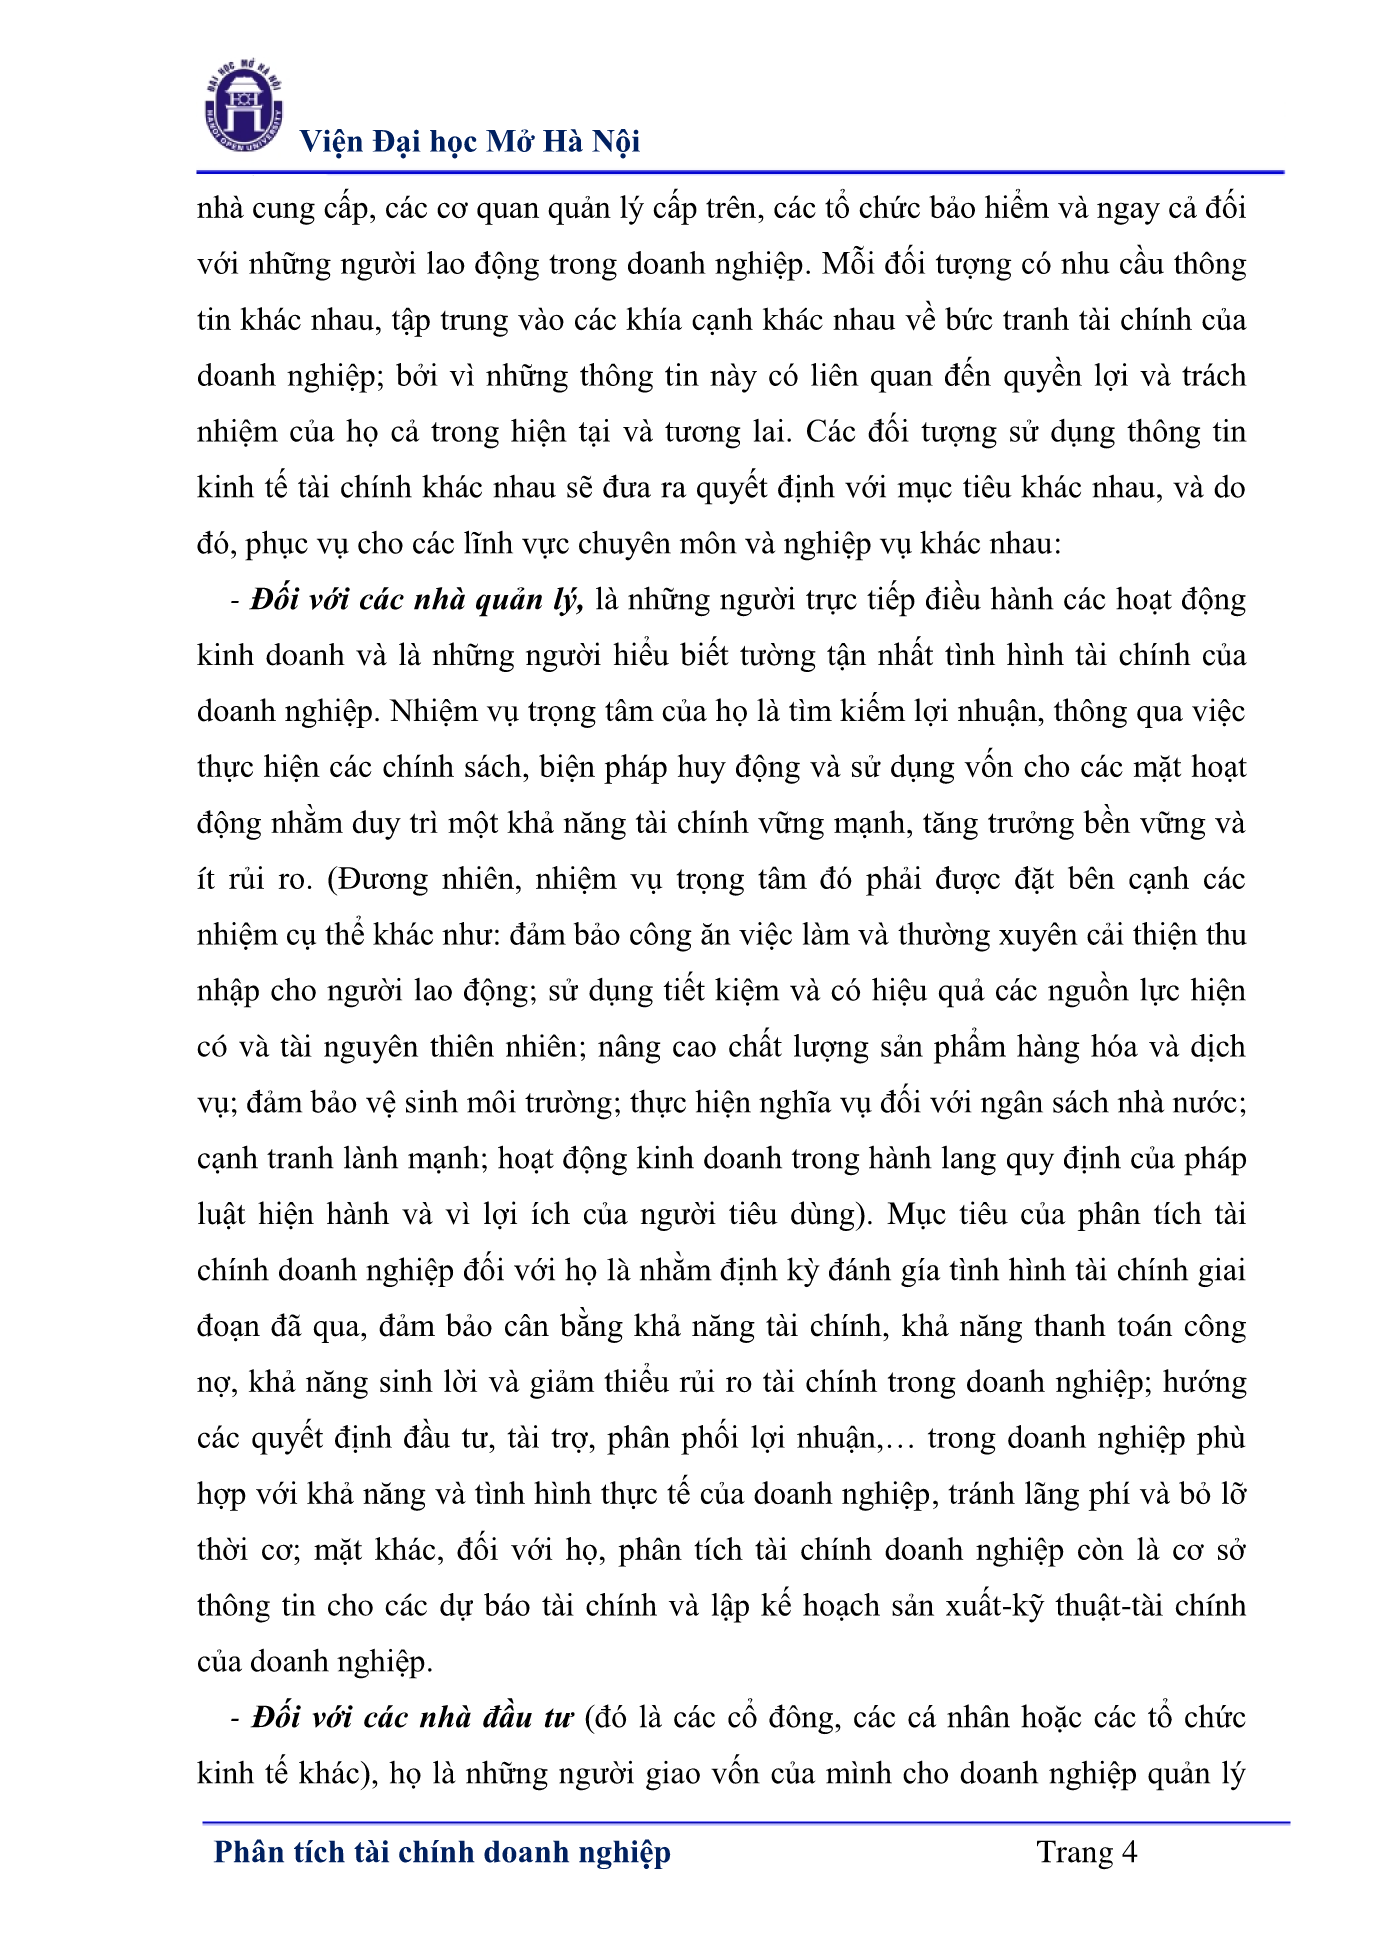 ĐẠI HỌC MỞ HÀ NỘI
HANOI OPEN UNIVERSITY
Viện Đại học Mở Hà Nội
nhà cung cấp, các cơ quan quản lý cấp trên, các tổ chức bảo hiểm và ngay cả đối
với những người lao động trong doanh nghiệp. Mỗi đối tượng có nhu cầu thông
tin khác nhau, tập trung vào các khía cạnh khác nhau về bức tranh tài chính của
doanh nghiệp; bởi vì những thông tin này có liên quan đến quyền lợi và trách
nhiệm của họ cả trong hiện tại và tương lai. Các đối tượng sử dụng thông tin
kinh tế tài chính khác nhau sẽ đưa ra quyết định với mục tiêu khác nhau, và do
đó, phục vụ cho các lĩnh vực chuyên môn và nghiệp vụ khác nhau:
- Đối với các nhà quản lý, là những người trực tiếp điều hành các hoạt động
kinh doanh và là những người hiểu biết tường tận nhất tình hình tài chính của
doanh nghiệp. Nhiệm vụ trọng tâm của họ là tìm kiếm lợi nhuận, thông qua việc
thực hiện các chính sách, biện pháp huy động và sử dụng vốn cho các mặt hoạt
động nhằm duy trì một khả năng tài chính vững mạnh, tăng trưởng bền vững và
ít rủi ro. (Đương nhiên, nhiệm vụ trọng tâm đó phải được đặt bên cạnh các
nhiệm cụ thể khác như: đảm bảo công ăn việc làm và thường xuyên cải thiện thu
nhập cho người lao động; sử dụng tiết kiệm và có hiệu quả các nguồn lực hiện
có và tài nguyên thiên nhiên; nâng cao chất lượng sản phẩm hàng hóa và dịch
vụ; đảm bảo vệ sinh môi trường; thực hiện nghĩa vụ đối với ngân sách nhà nước;
cạnh tranh lành mạnh; hoạt động kinh doanh trong hành lang quy định của pháp
luật hiện hành và vì lợi ích của người tiêu dùng). Mục tiêu của phân tích tài
chính doanh nghiệp đối với họ là nhằm định kỳ đánh gía tình hình tài chính giai
đoạn đã qua, đảm bảo cân bằng khả năng tài chính, khả năng thanh toán công
nợ, khả năng sinh lời và giảm thiểu rủi ro tài chính trong doanh nghiệp; hướng
các quyết định đầu tư, tài trợ, phân phối lợi nhuận,… trong doanh nghiệp phù
hợp với khả năng và tình hình thực tế của doanh nghiệp, tránh lãng phí và bỏ lỡ
thời cơ; mặt khác, đối với họ, phân tích tài chính doanh nghiệp còn là cơ sở
thông tin cho các dự báo tài chính và lập kế hoạch sản xuất-kỹ thuật-tài chính
của doanh nghiệp.
- Đối với các nhà đầu tư (đó là các cổ đông, các cá nhân hoặc các tổ chức
kinh tế khác), họ là những người giao vốn của mình cho doanh nghiệp quản lý
Phân tích tài chính doanh nghiệp Trang 4